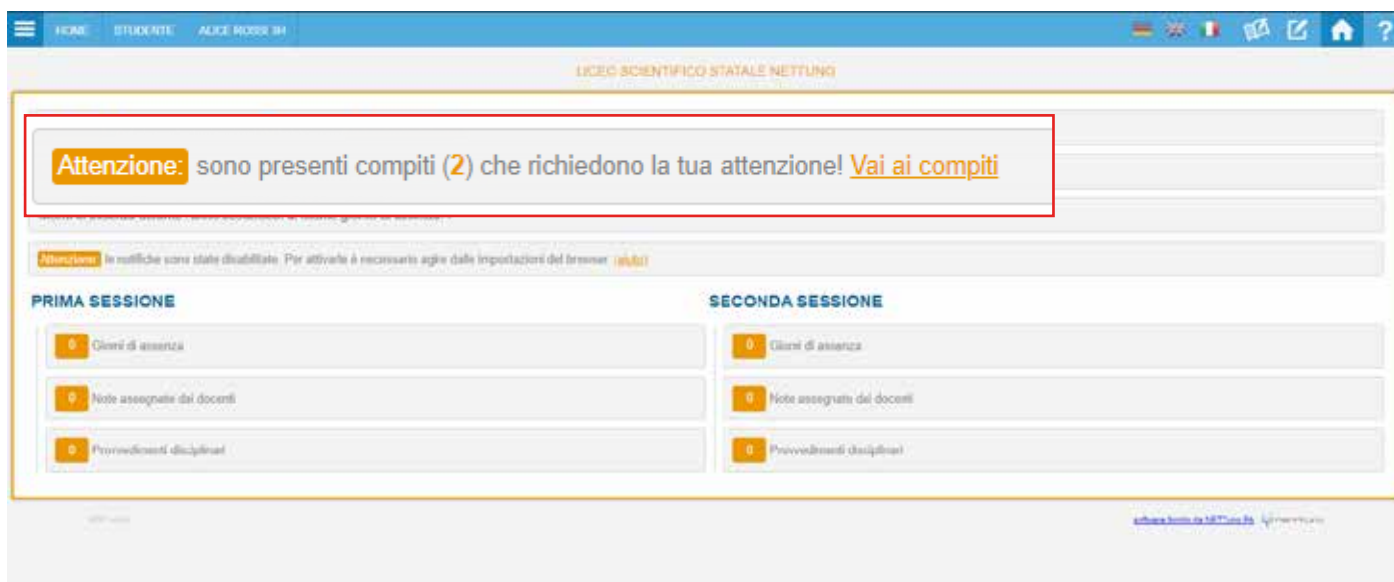 HOME STUDENTE ALICE ROSSI 3H
?
LICEO SCIENTIFICO STATALE NETTUNO
Attenzione: sono presenti compiti (2) che richiedono la tua attenzione! Vai ai compiti
Attenzione: le notifiche sono state disabilitate. Per attivarle è necessario agire dalle impostazioni del browser (aiuto)
PRIMA SESSIONE
0 Giorni di assenza
0 Note assegnate dai docenti
0 Provvedimenti disciplinari
SECONDA SESSIONE
0 Giorni di assenza
0 Note assegnate dai docenti
0 Provvedimenti disciplinari